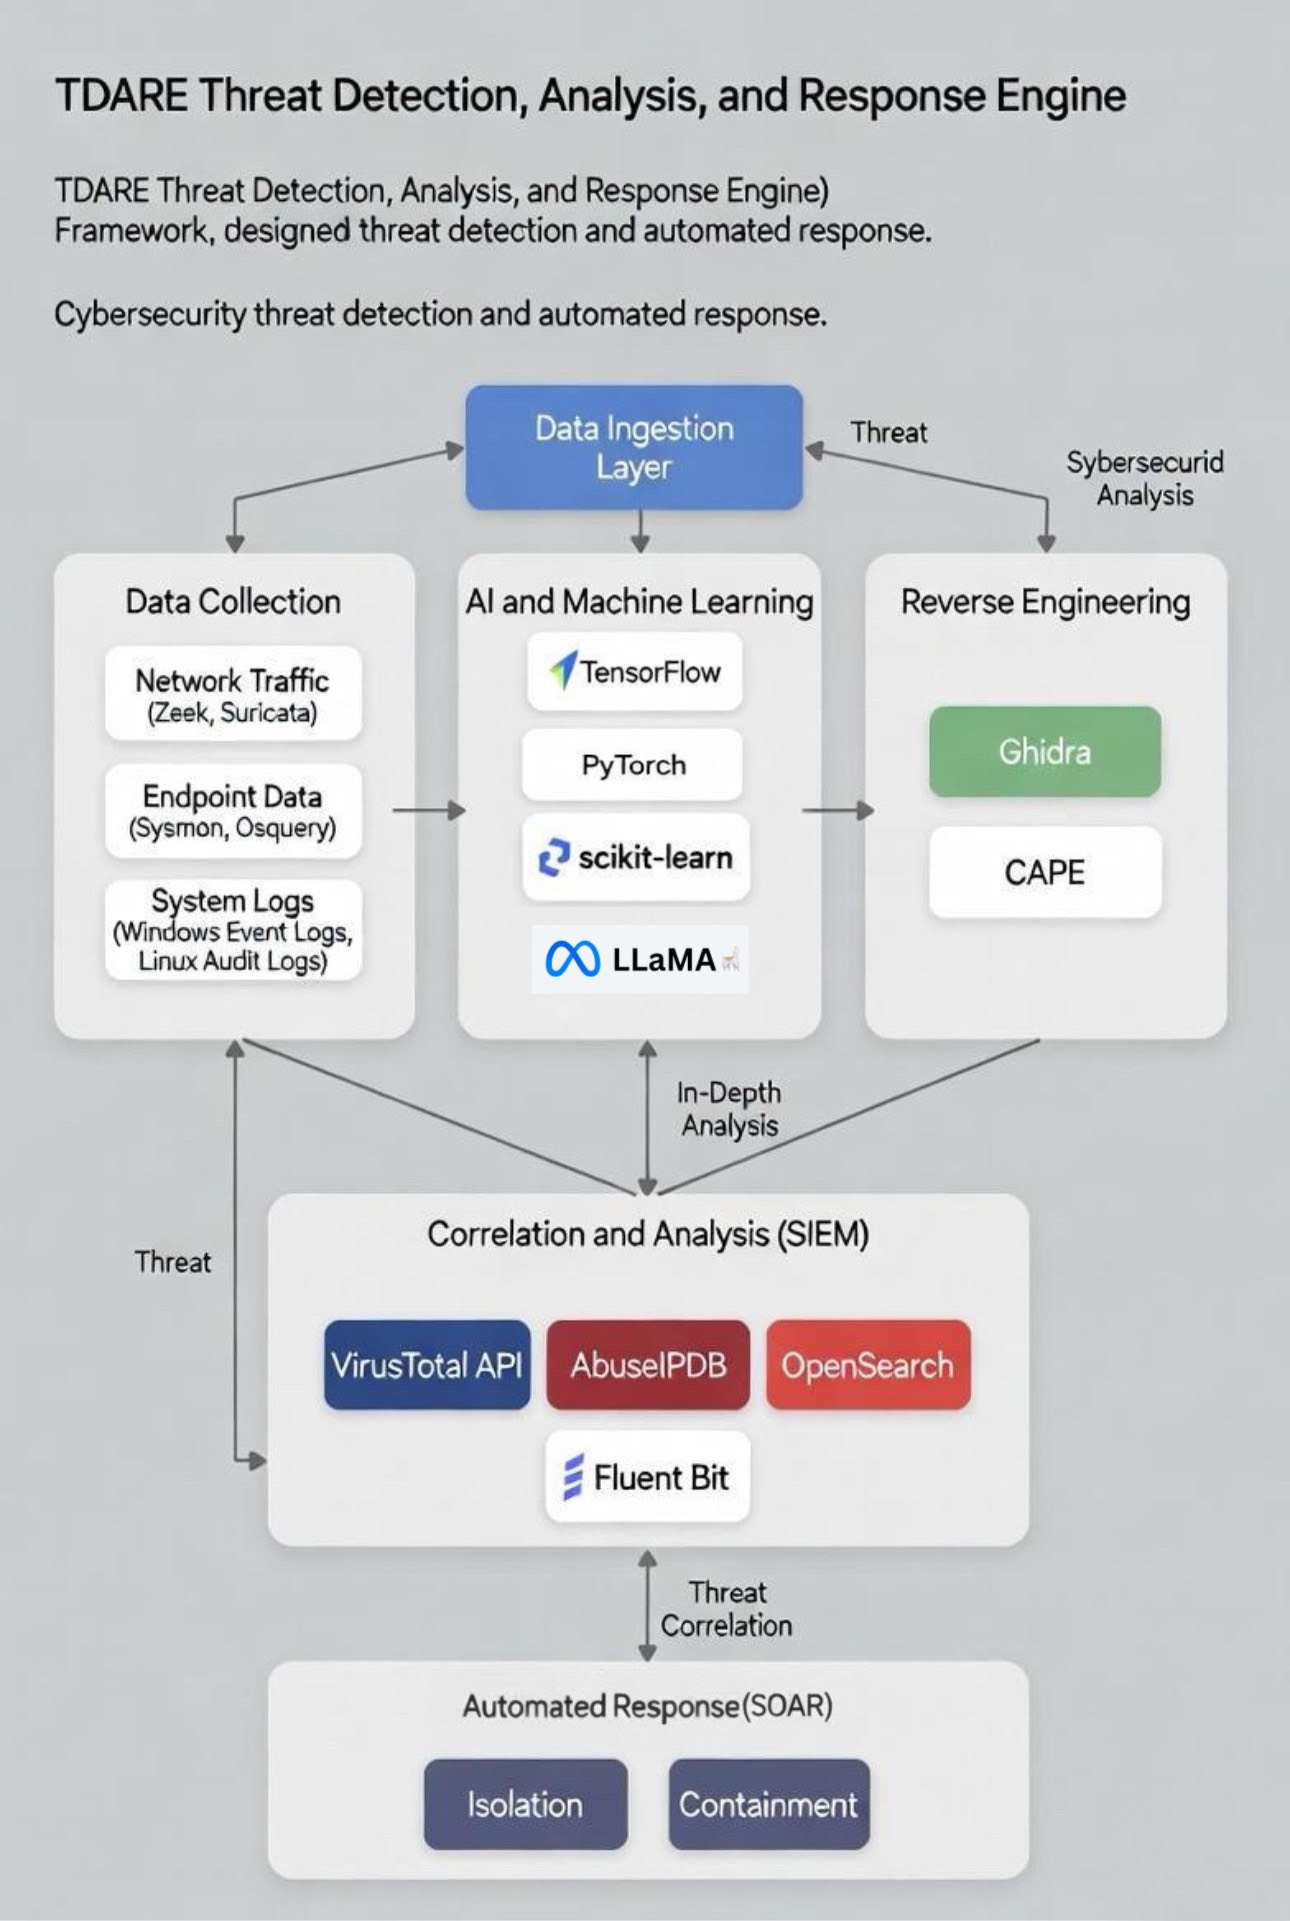 TDARE Threat Detection, Analysis, and Response Engine
TDARE Threat Detection, Analysis, and Response Engine)
Framework, designed threat detection and automated response.
Cybersecurity threat detection and automated response.
Data Ingestion
Layer
Threat
Sybersecurid
Analysis
Data Collection
Network Traffic
(Zeek, Suricata)
Endpoint Data
(Sysmon, Osquery)
System Logs
(Windows Event Logs,
Linux Audit Logs)
AI and Machine Learning
TensorFlow
PyTorch
scikit-learn
LLaMA
Reverse Engineering
Ghidra
CAPE
In-Depth
Analysis
Threat
Correlation and Analysis (SIEM)
VirusTotal API
AbuseIPDB
OpenSearch
Fluent Bit
Threat
Correlation
Automated Response(SOAR)
Isolation
Containment